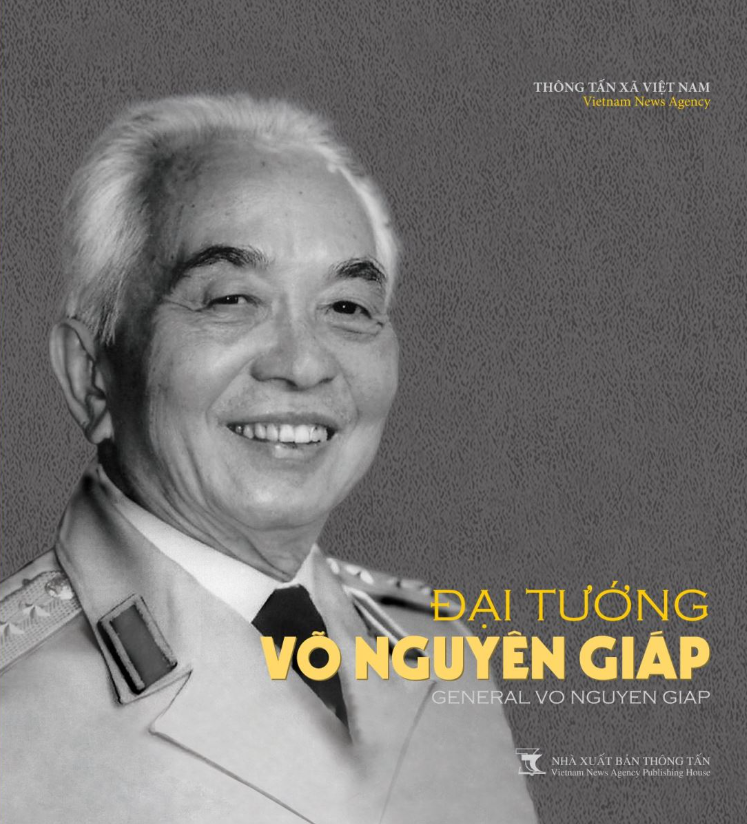 THÔNG TẤN XÃ VIỆT NAM
Vietnam News Agency
ĐẠI TƯỚNG
VÕ NGUYÊN GIÁP
GENERAL VO NGUYEN GIAP
NHÀ XUẤT BẢN THÔNG TẤN
Vietnam News Agency Publishing House